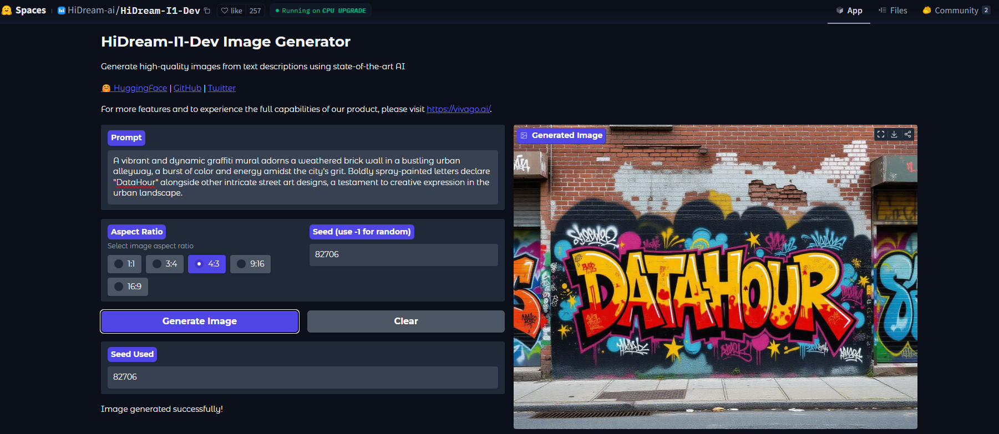 Spaces
HiDream-ai/HiDream-I1-Dev
like 257
Running on CPU UPGRADE
App
Files
Community 2
HiDream-I1-Dev Image Generator
Generate high-quality images from text descriptions using state-of-the-art AI
🤗 HuggingFace | GitHub | Twitter
For more features and to experience the full capabilities of our product, please visit https://vivago.ai/.
Prompt
A vibrant and dynamic graffiti mural adorns a weathered brick wall in a bustling urban
alleyway, a burst of color and energy amidst the city's grit. Boldly spray-painted letters declare
"DataHour" alongside other intricate street art designs, a testament to creative expression in the
urban landscape.
Aspect Ratio
Select image aspect ratio
1:1
3:4
4:3
9:16
16:9
Seed (use -1 for random)
82706
Generate Image
Clear
Seed Used
82706
Image generated successfully!
Generated Image
DATAHOUR